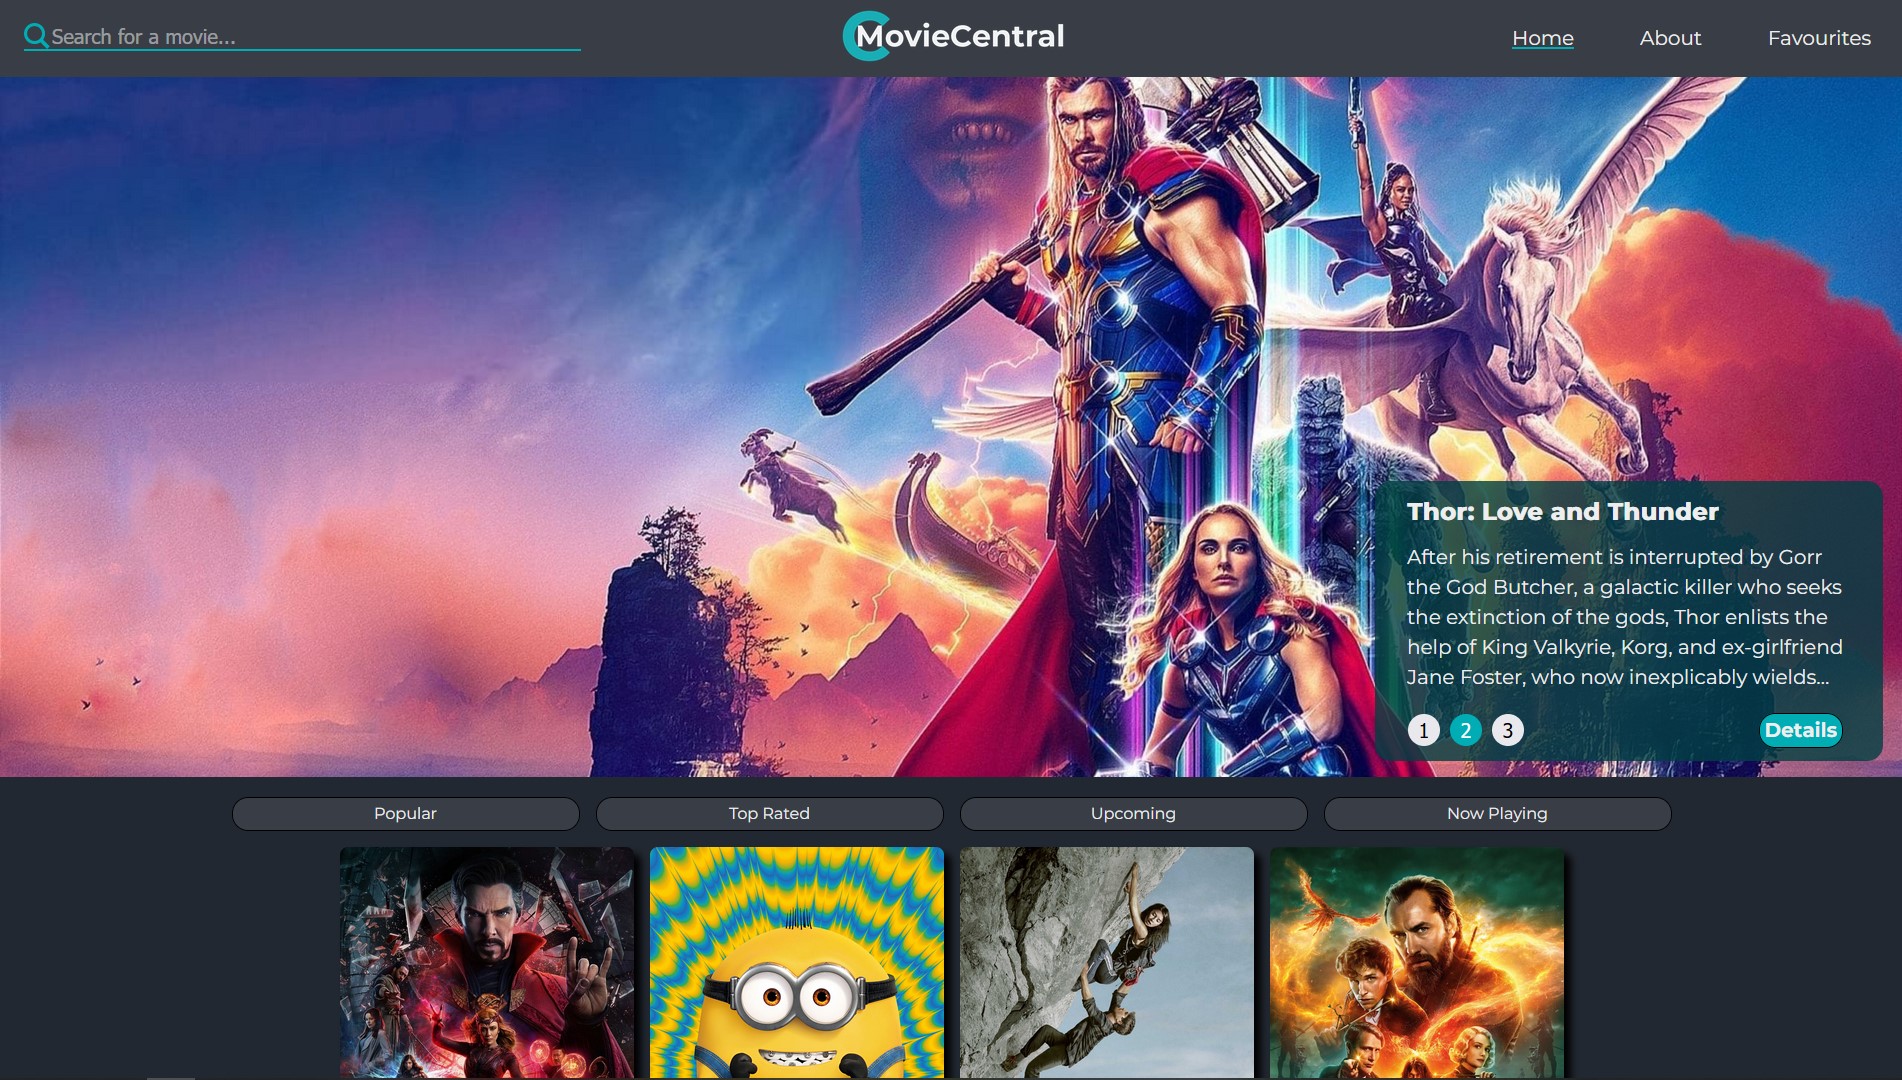 Search for a movie...
MovieCentral
Home
About
Favourites
Thor: Love and Thunder
After his retirement is interrupted by Gorr
the God Butcher, a galactic killer who seeks
the extinction of the gods, Thor enlists the
help of King Valkyrie, Korg, and ex-girlfriend
Jane Foster, who now inexplicably wields...
1 2 3
Details
Popular
Top Rated
Upcoming
Now Playing